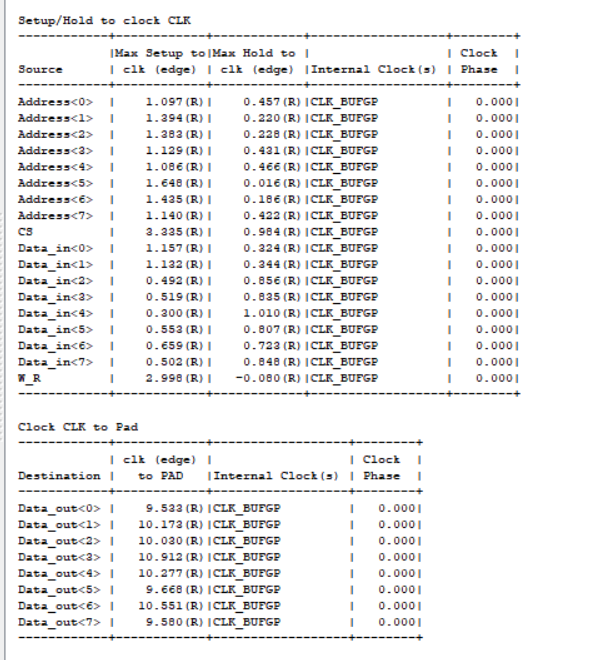 Setup/Hold to clock CLK
------------+------------+------------+------------------+--------+
            |Max Setup to|Max Hold to |                  | Clock  |
Source      | clk (edge) | clk (edge) |Internal Clock(s) | Phase  |
------------+------------+------------+------------------+--------+
Address<0>  |    1.097(R)|    0.457(R)|CLK_BUFGP         |   0.000|
Address<1>  |    1.394(R)|    0.220(R)|CLK_BUFGP         |   0.000|
Address<2>  |    1.383(R)|    0.228(R)|CLK_BUFGP         |   0.000|
Address<3>  |    1.129(R)|    0.431(R)|CLK_BUFGP         |   0.000|
Address<4>  |    1.086(R)|    0.466(R)|CLK_BUFGP         |   0.000|
Address<5>  |    1.648(R)|    0.016(R)|CLK_BUFGP         |   0.000|
Address<6>  |    1.435(R)|    0.186(R)|CLK_BUFGP         |   0.000|
Address<7>  |    1.140(R)|    0.422(R)|CLK_BUFGP         |   0.000|
CS          |    3.335(R)|    0.984(R)|CLK_BUFGP         |   0.000|
Data_in<0>  |    1.157(R)|    0.324(R)|CLK_BUFGP         |   0.000|
Data_in<1>  |    1.132(R)|    0.344(R)|CLK_BUFGP         |   0.000|
Data_in<2>  |    0.492(R)|    0.856(R)|CLK_BUFGP         |   0.000|
Data_in<3>  |    0.519(R)|    0.835(R)|CLK_BUFGP         |   0.000|
Data_in<4>  |    0.300(R)|    1.010(R)|CLK_BUFGP         |   0.000|
Data_in<5>  |    0.553(R)|    0.807(R)|CLK_BUFGP         |   0.000|
Data_in<6>  |    0.659(R)|    0.723(R)|CLK_BUFGP         |   0.000|
Data_in<7>  |    0.502(R)|    0.848(R)|CLK_BUFGP         |   0.000|
W_R         |    2.998(R)|   -0.080(R)|CLK_BUFGP         |   0.000|
------------+------------+------------+------------------+--------+
Clock CLK to Pad
------------+------------+------------------+--------+
            | clk (edge) |                  | Clock  |
Destination |   to PAD   |Internal Clock(s) | Phase  |
------------+------------+------------------+--------+
Data_out<0> |    9.533(R)|CLK_BUFGP         |   0.000|
Data_out<1> |   10.173(R)|CLK_BUFGP         |   0.000|
Data_out<2> |   10.030(R)|CLK_BUFGP         |   0.000|
Data_out<3> |   10.912(R)|CLK_BUFGP         |   0.000|
Data_out<4> |   10.277(R)|CLK_BUFGP         |   0.000|
Data_out<5> |    9.668(R)|CLK_BUFGP         |   0.000|
Data_out<6> |   10.551(R)|CLK_BUFGP         |   0.000|
Data_out<7> |    9.580(R)|CLK_BUFGP         |   0.000|
------------+------------+------------------+--------+